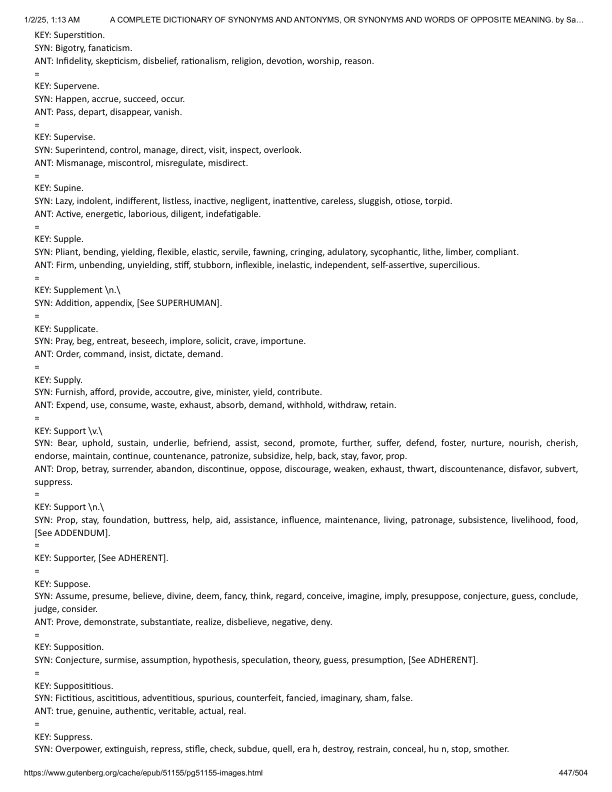 1/2/25, 1:13 AM A COMPLETE DICTIONARY OF SYNONYMS AND ANTONYMS, OR SYNONYMS AND WORDS OF OPPOSITE MEANING. by Sa…
KEY: Superstition.
SYN: Bigotry, fanaticism.
ANT: Infidelity, skepticism, disbelief, rationalism, religion, devotion, worship, reason.
=
KEY: Supervene.
SYN: Happen, accrue, succeed, occur.
ANT: Pass, depart, disappear, vanish.
=
KEY: Supervise.
SYN: Superintend, control, manage, direct, visit, inspect, overlook.
ANT: Mismanage, miscontrol, misregulate, misdirect.
=
KEY: Supine.
SYN: Lazy, indolent, indifferent, listless, inactive, negligent, inattentive, careless, sluggish, otiose, torpid.
ANT: Active, energetic, laborious, diligent, indefatigable.
=
KEY: Supple.
SYN: Pliant, bending, yielding, flexible, elastic, servile, fawning, cringing, adulatory, sycophantic, lithe, limber, compliant.
ANT: Firm, unbending, unyielding, stiff, stubborn, inflexible, inelastic, independent, self-assertive, supercilious.
=
KEY: Supplement \n.\
SYN: Addition, appendix, [See SUPERHUMAN].
=
KEY: Supplicate.
SYN: Pray, beg, entreat, beseech, implore, solicit, crave, importune.
ANT: Order, command, insist, dictate, demand.
=
KEY: Supply.
SYN: Furnish, afford, provide, accoutre, give, minister, yield, contribute.
ANT: Expend, use, consume, waste, exhaust, absorb, demand, withhold, withdraw, retain.
=
KEY: Support \v.\
SYN: Bear, uphold, sustain, underlie, befriend, assist, second, promote, further, suffer, defend, foster, nurture, nourish, cherish,
endorse, maintain, continue, countenance, patronize, subsidize, help, back, stay, favor, prop.
ANT: Drop, betray, surrender, abandon, discontinue, oppose, discourage, weaken, exhaust, thwart, discountenance, disfavor, subvert,
suppress.
=
KEY: Support \n.\
SYN: Prop, stay, foundation, buttress, help, aid, assistance, influence, maintenance, living, patronage, subsistence, livelihood, food,
[See ADDENDUM].
=
KEY: Supporter, [See ADHERENT].
=
KEY: Suppose.
SYN: Assume, presume, believe, divine, deem, fancy, think, regard, conceive, imagine, imply, presuppose, conjecture, guess, conclude,
judge, consider.
ANT: Prove, demonstrate, substantiate, realize, disbelieve, negative, deny.
=
KEY: Supposition.
SYN: Conjecture, surmise, assumption, hypothesis, speculation, theory, guess, presumption, [See ADHERENT].
=
KEY: Supposititious.
SYN: Fictitious, ascititious, adventitious, spurious, counterfeit, fancied, imaginary, sham, false.
ANT: true, genuine, authentic, veritable, actual, real.
=
KEY: Suppress.
SYN: Overpower, extinguish, repress, stifle, check, subdue, quell, era h, destroy, restrain, conceal, hu n, stop, smother.
https://www.gutenberg.org/cache/epub/51155/pg51155-images.html 447/504